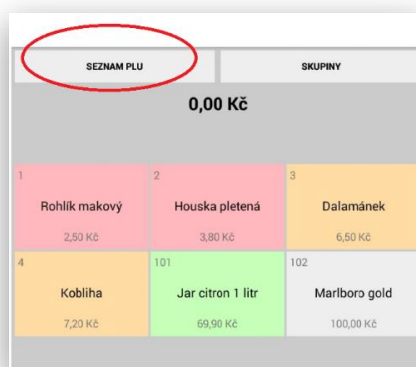 SEZNAM PLU SKUPINY
0,00 Kč
1 2 3
Rohlík makový Houska pletená Dalamánek
2,50 Kč 3,80 Kč 6,50 Kč
4 101 102
Kobliha Jar citron 1 litr Marlboro gold
7,20 Kč 69,90 Kč 100,00 Kč